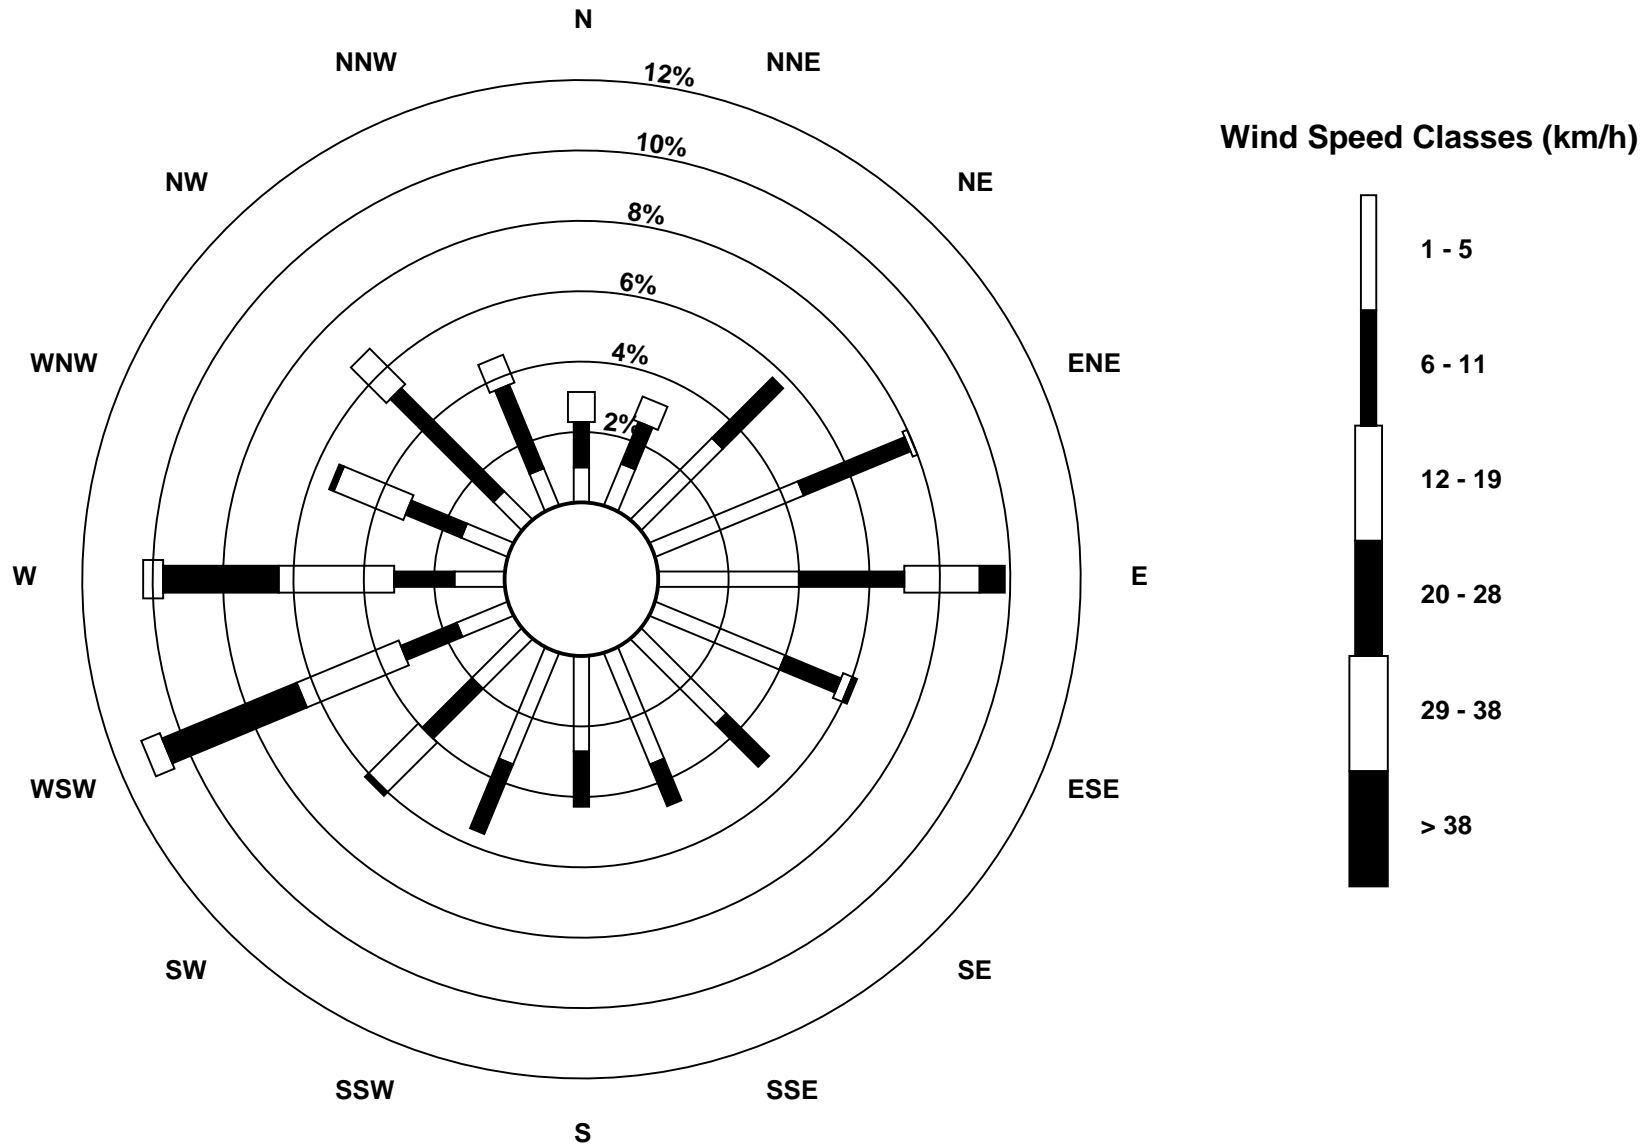 N
NNW
NNE
12%
10%
Wind Speed Classes (km/h)
NW
NE
8%
1 - 5
6%
4%
WNW
ENE
6 - 11
2%
12 - 19
W
E
20 - 28
29 - 38
WSW
ESE
> 38
SW
SE
SSW
SSE
S